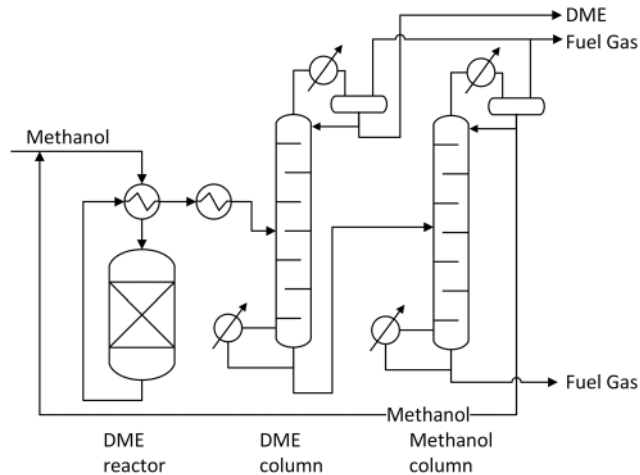 DME
Fuel Gas
Methanol
Fuel Gas
Methanol
DME
reactor
DME
column
Methanol
column